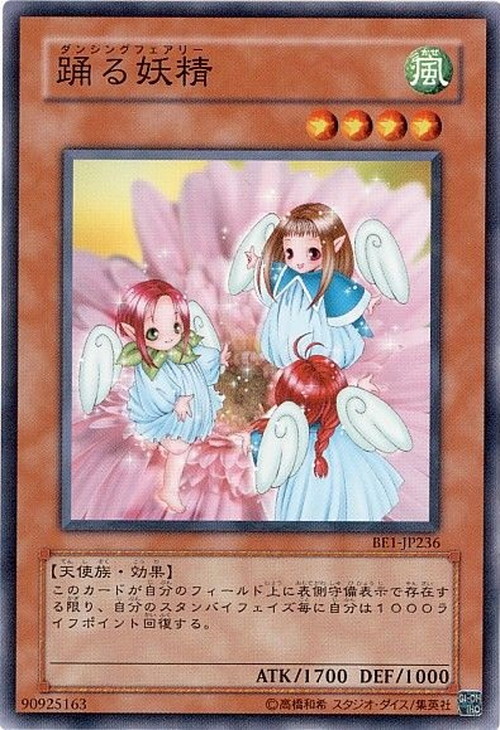 ダンシングフェアリー
踊る妖精
かぜ
風
BE1-JP236
【天使族・効果】
このカードが自分のフィールド上に表側守備表示で存在す
る限り、自分のスタンバイフェイズ毎に自分は１０００ラ
イフポイント回復する。
ATK/1700 DEF/1000
90925163
©高橋和希 スタジオ・ダイス/集英社